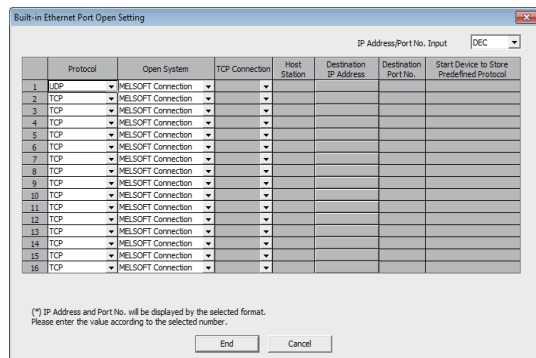 Built-in Ethernet Port Open Setting
IP Address/Port No. Input DEC
Protocol Open System TCP Connection Host Station Destination IP Address Destination Port No. Start Device to Store Predefined Protocol
1 UDP MELSOFT Connection
2 TCP MELSOFT Connection
3 TCP MELSOFT Connection
4 TCP MELSOFT Connection
5 TCP MELSOFT Connection
6 TCP MELSOFT Connection
7 TCP MELSOFT Connection
8 TCP MELSOFT Connection
9 TCP MELSOFT Connection
10 TCP MELSOFT Connection
11 TCP MELSOFT Connection
12 TCP MELSOFT Connection
13 TCP MELSOFT Connection
14 TCP MELSOFT Connection
15 TCP MELSOFT Connection
16 TCP MELSOFT Connection
(*) IP Address and Port No. will be displayed by the selected format.
Please enter the value according to the selected number.
End Cancel